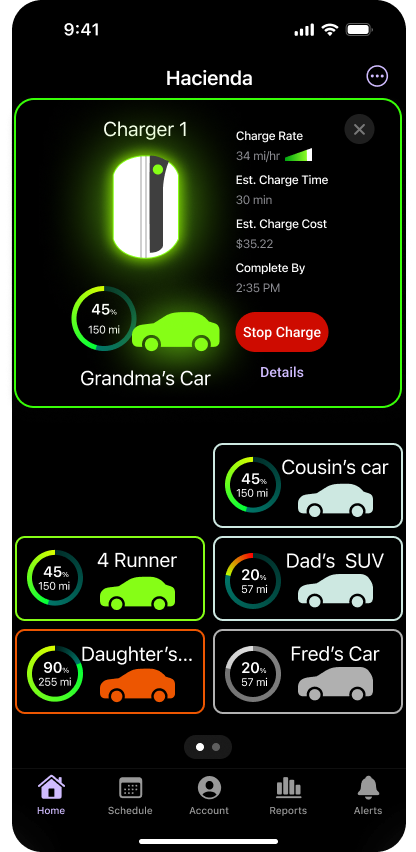 9:41
Hacienda
Charger 1
Charge Rate
34 mi/hr
Est. Charge Time
30 min
Est. Charge Cost
$35.22
Complete By
2:35 PM
45%
150 mi
Grandma's Car
Stop Charge
Details
45%
150 mi
Cousin's car
45%
150 mi
4 Runner
20%
57 mi
Dad's  SUV
90%
255 mi
Daughter's...
20%
57 mi
Fred's Car
Home
Schedule
Account
Reports
Alerts